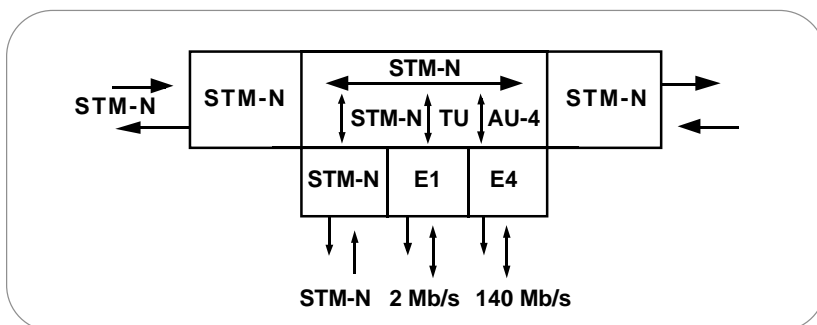 STM-N
STM-N STM-N STM-N
STM-N TU AU-4
STM-N E1 E4
STM-N 2 Mb/s 140 Mb/s